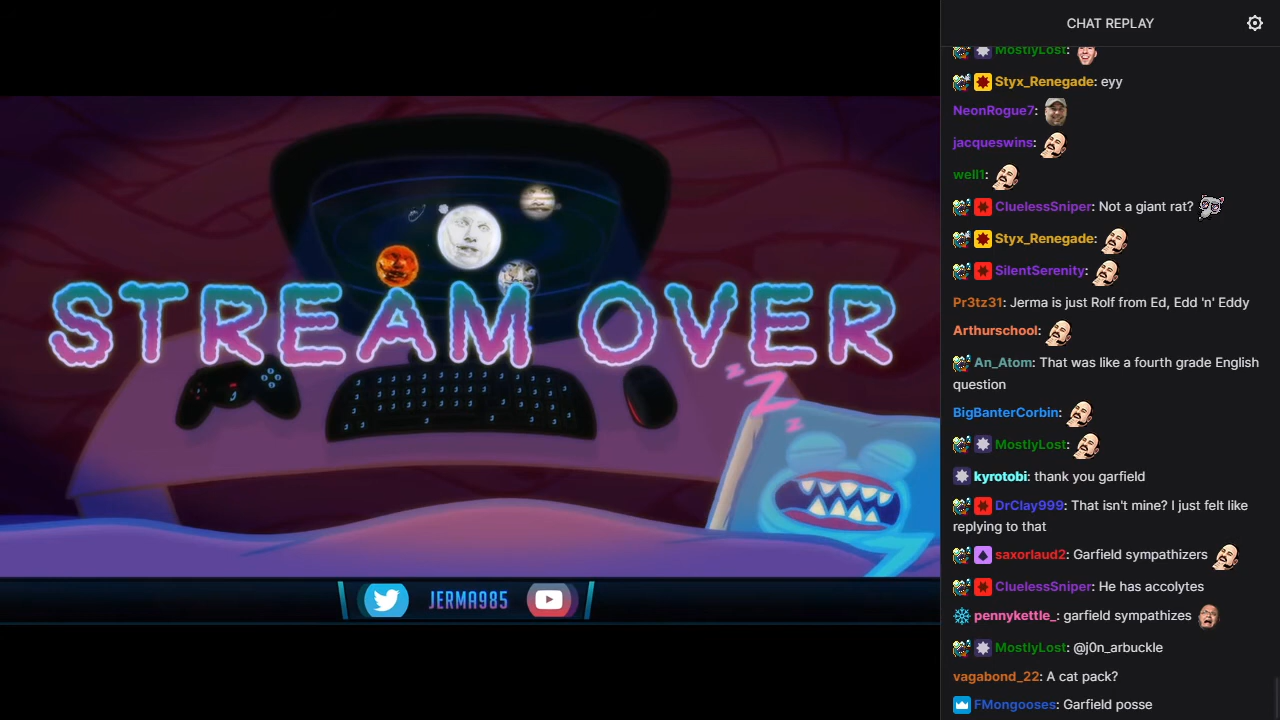 STREAM OVER
z
Z
z
JERMA985
CHAT REPLAY
MostlyLost:
Styx_Renegade: eyy
NeonRogue7:
jacqueswins:
well1:
CluelessSniper: Not a giant rat?
Styx_Renegade:
SilentSerenity:
Pr3tz31: Jerma is just Rolf from Ed, Edd 'n' Eddy
Arthurschool:
An_Atom: That was like a fourth grade English
question
BigBanterCorbin:
MostlyLost:
kyrotobi: thank you garfield
DrClay999: That isn't mine? I just felt like
replying to that
saxorlaud2: Garfield sympathizers
CluelessSniper: He has accolytes
pennykettle_: garfield sympathizes
MostlyLost: @j0n_arbuckle
vagabond_22: A cat pack?
FMongooses: Garfield posse